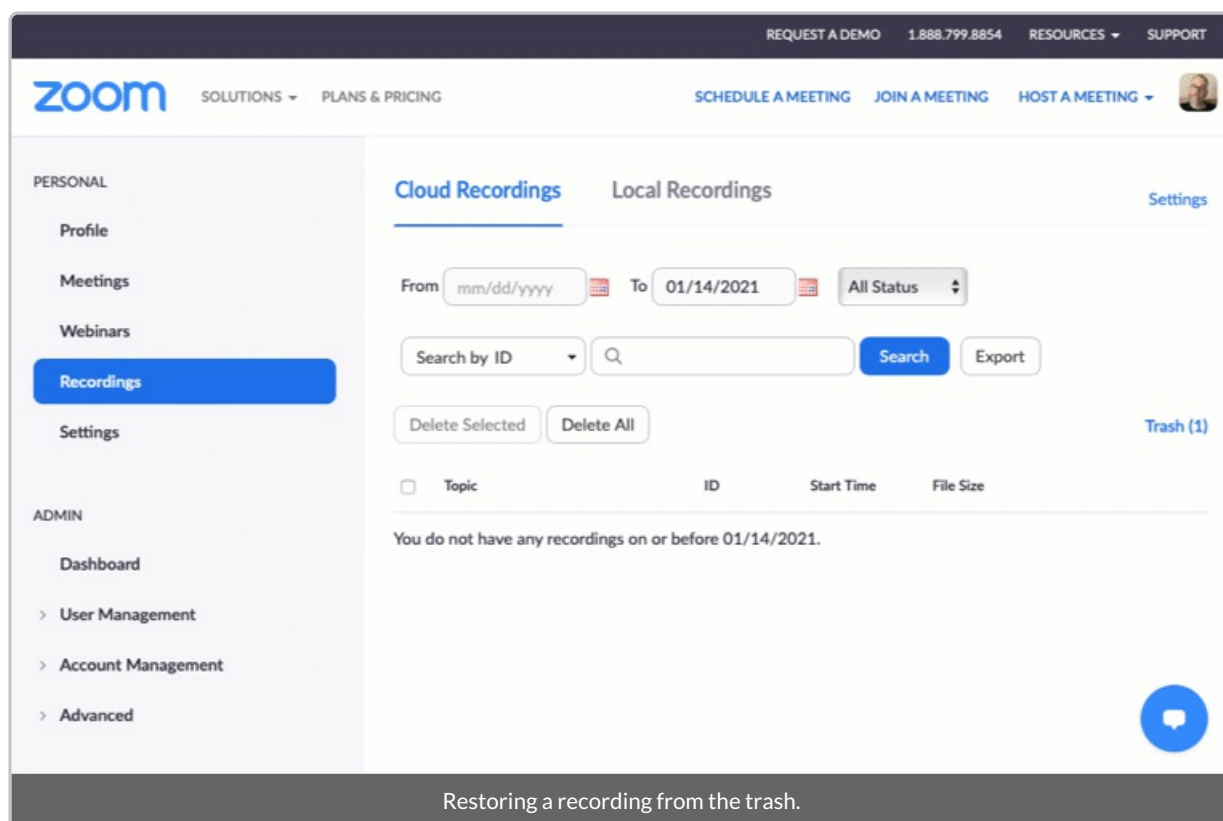 REQUEST A DEMO 1.888.799.8854 RESOURCES SUPPORT
zoom SOLUTIONS PLANS & PRICING SCHEDULE A MEETING JOIN A MEETING HOST A MEETING
PERSONAL
Profile
Meetings
Webinars
Recordings
Settings
ADMIN
Dashboard
User Management
Account Management
Advanced
Cloud Recordings Local Recordings Settings
From mm/dd/yyyy To 01/14/2021 All Status
Search by ID Search Export
Delete Selected Delete All Trash (1)
Topic ID Start Time File Size
You do not have any recordings on or before 01/14/2021.
Restoring a recording from the trash.